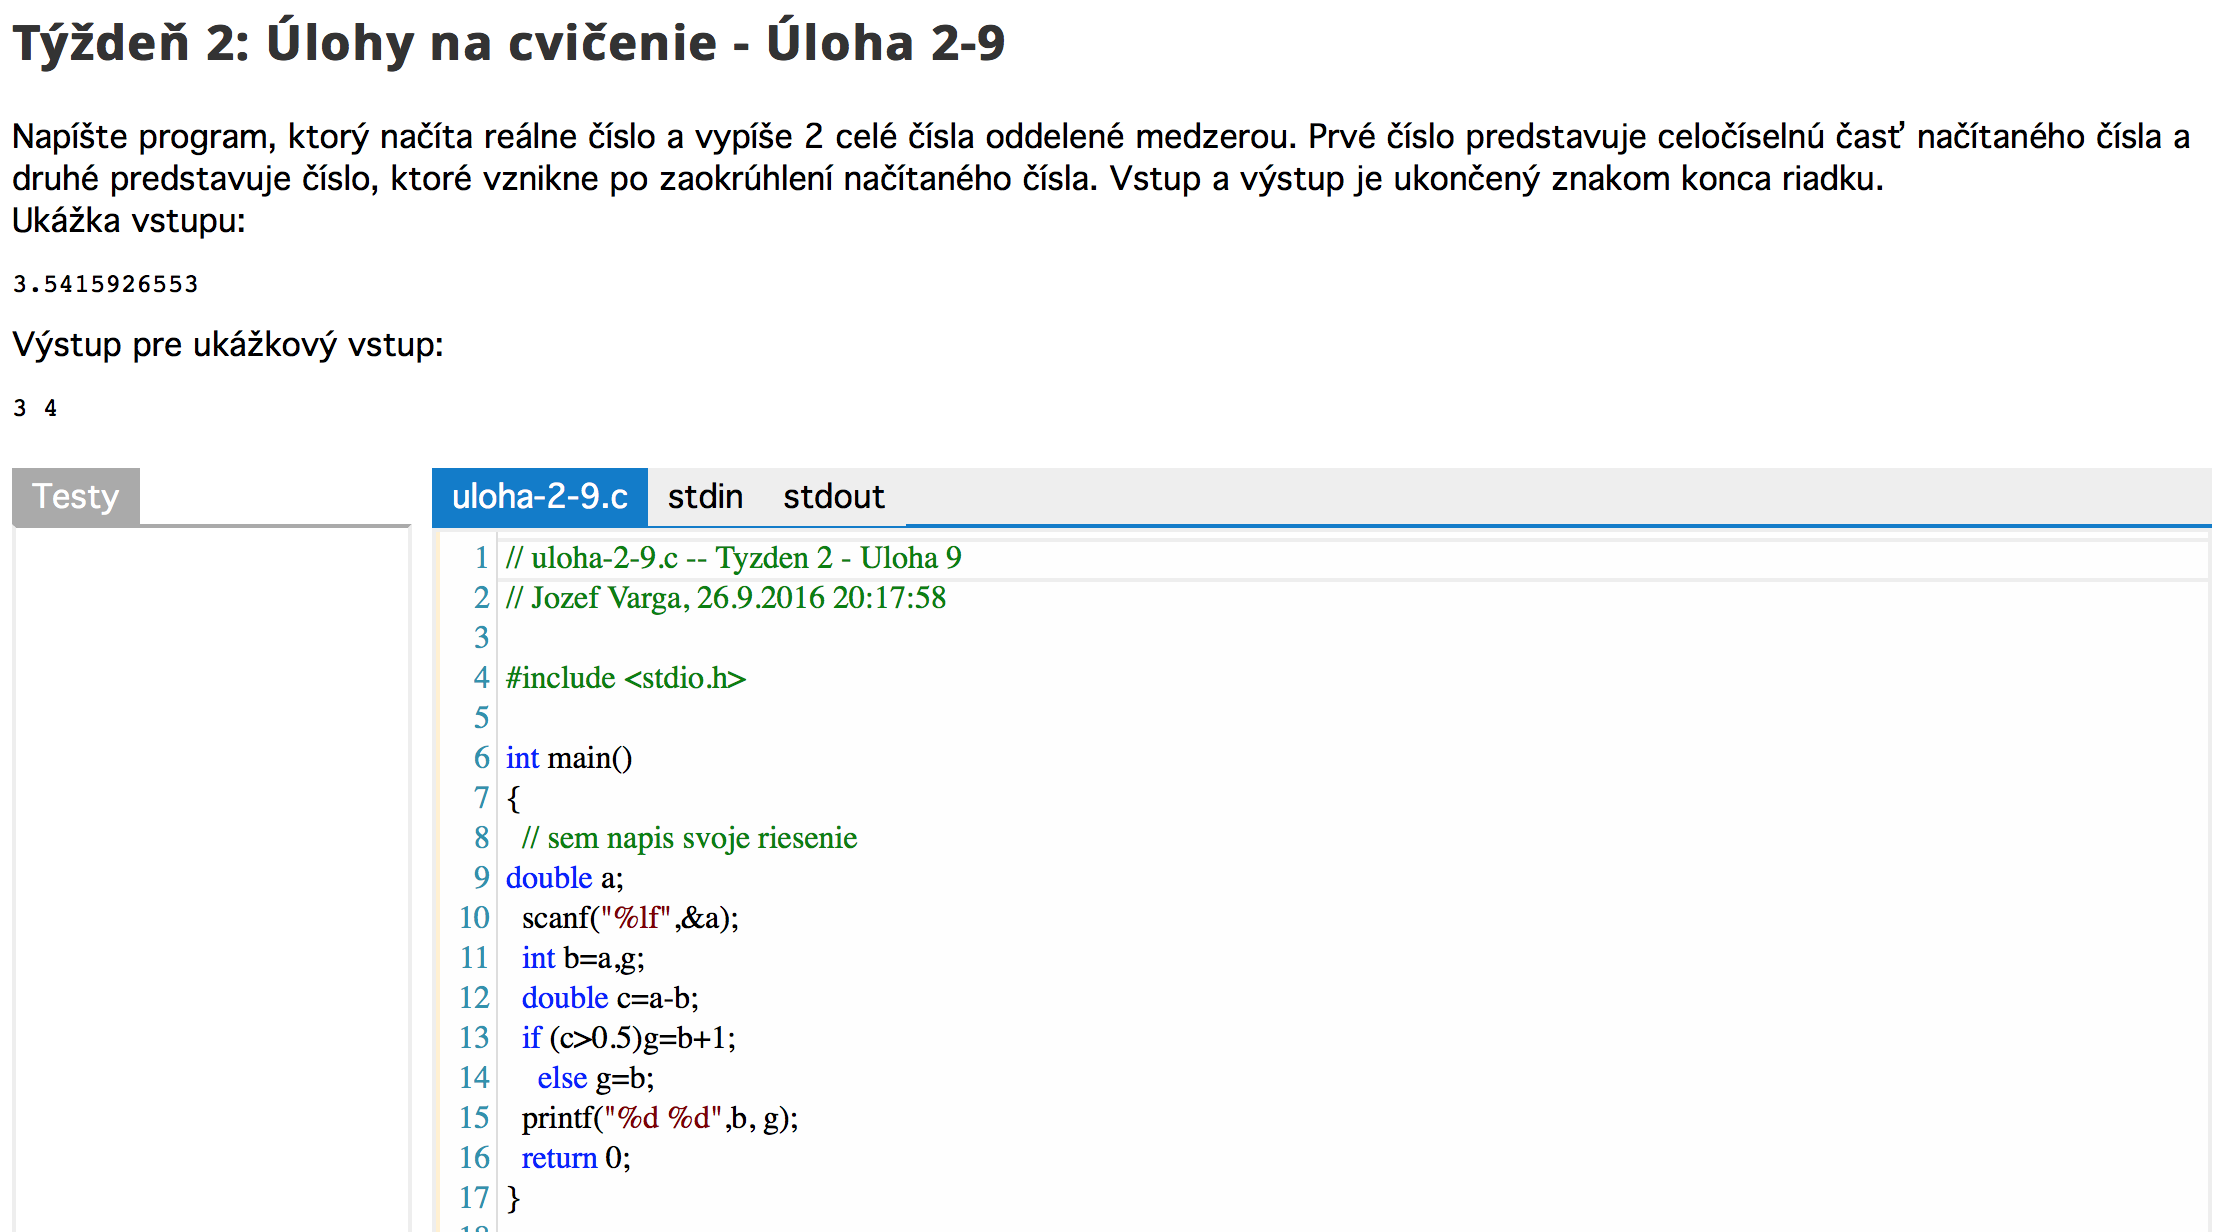 Týždeň 2: Úlohy na cvičenie - Úloha 2-9
Napíšte program, ktorý načíta reálne číslo a vypíše 2 celé čísla oddelené medzerou. Prvé číslo predstavuje celočíselnú časť načítaného čísla a
druhé predstavuje číslo, ktoré vznikne po zaokrúhlení načítaného čísla. Vstup a výstup je ukončený znakom konca riadku.
Ukážka vstupu:
3.5415926553
Výstup pre ukážkový vstup:
3 4
Testy
uloha-2-9.c stdin stdout
1 // uloha-2-9.c -- Tyzden 2 - Uloha 9
2 // Jozef Varga, 26.9.2016 20:17:58
3
4 #include <stdio.h>
5
6 int main()
7 {
8 // sem napis svoje riesenie
9 double a;
10 scanf("%lf",&a);
11 int b=a,g;
12 double c=a-b;
13 if (c>0.5)g=b+1;
14 else g=b;
15 printf("%d %d",b, g);
16 return 0;
17 }
18